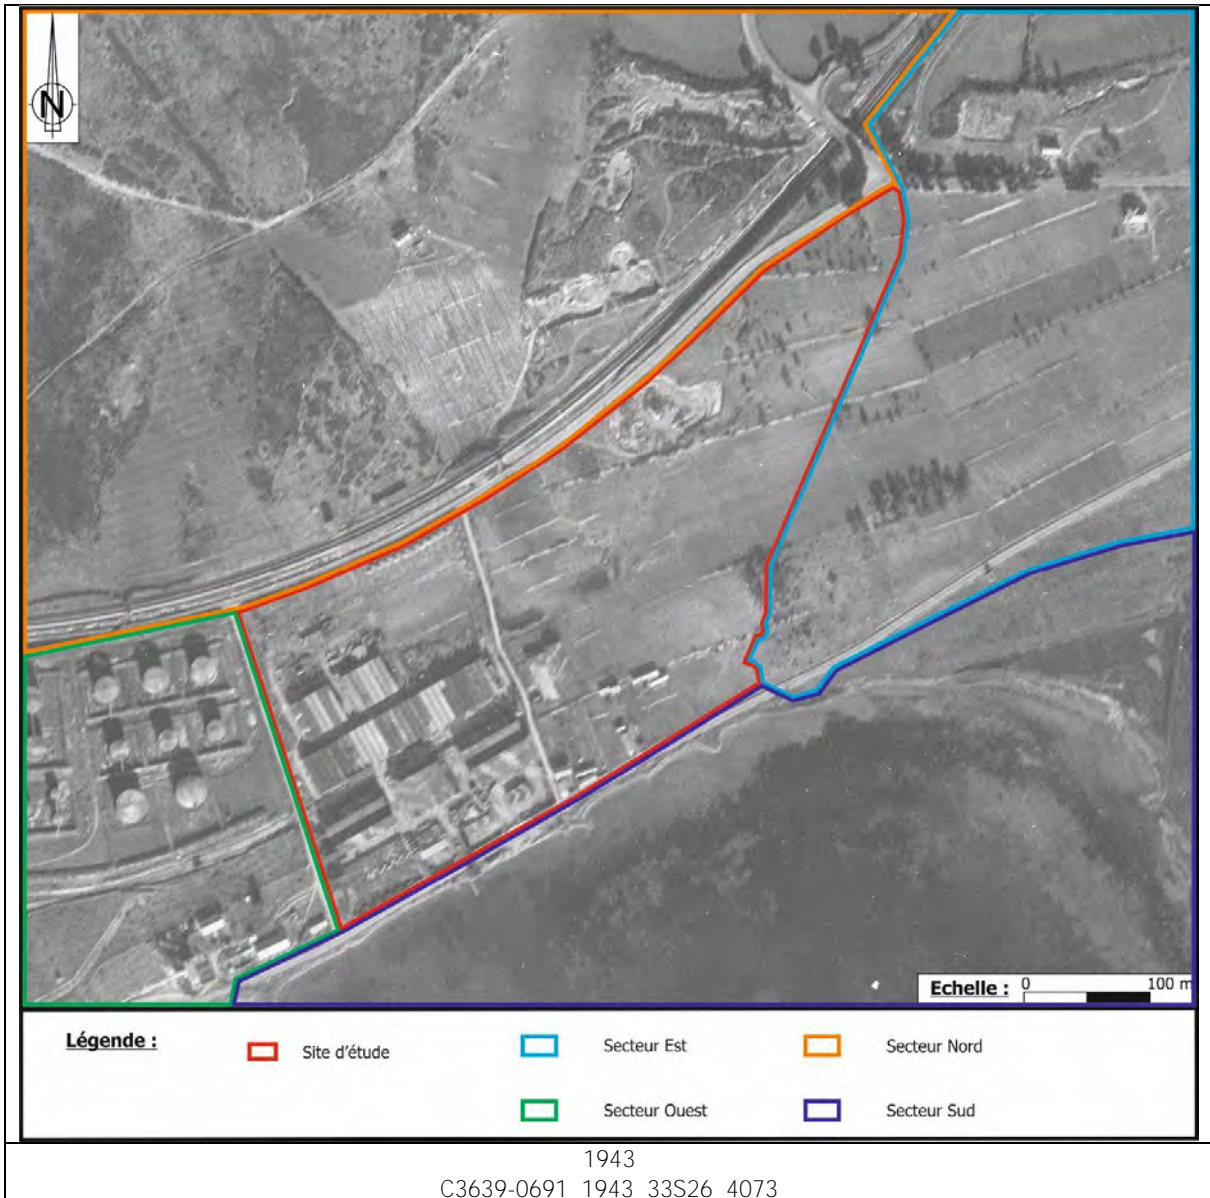 N
Echelle : 0 100 m
Légende :
Site d'étude
Secteur Est
Secteur Nord
Secteur Ouest
Secteur Sud
1943
C3639-0691 1943 33S26 4073